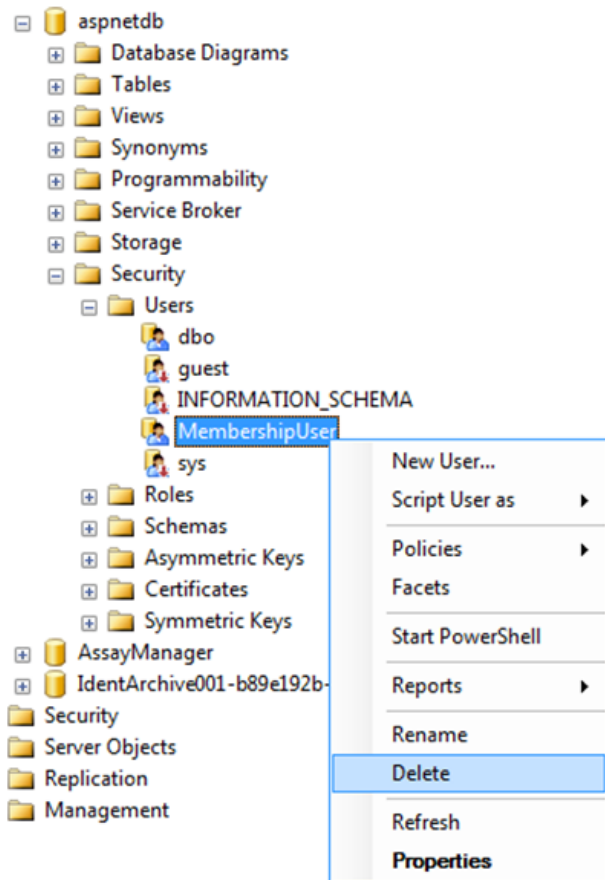 aspnetdb
Database Diagrams
Tables
Views
Synonyms
Programmability
Service Broker
Storage
Security
Users
dbo
guest
INFORMATION_SCHEMA
MembershipUser
sys
Roles
Schemas
Asymmetric Keys
Certificates
Symmetric Keys
AssayManager
IdentArchive001-b89e192b-
Security
Server Objects
Replication
Management
New User...
Script User as
Policies
Facets
Start PowerShell
Reports
Rename
Delete
Refresh
Properties